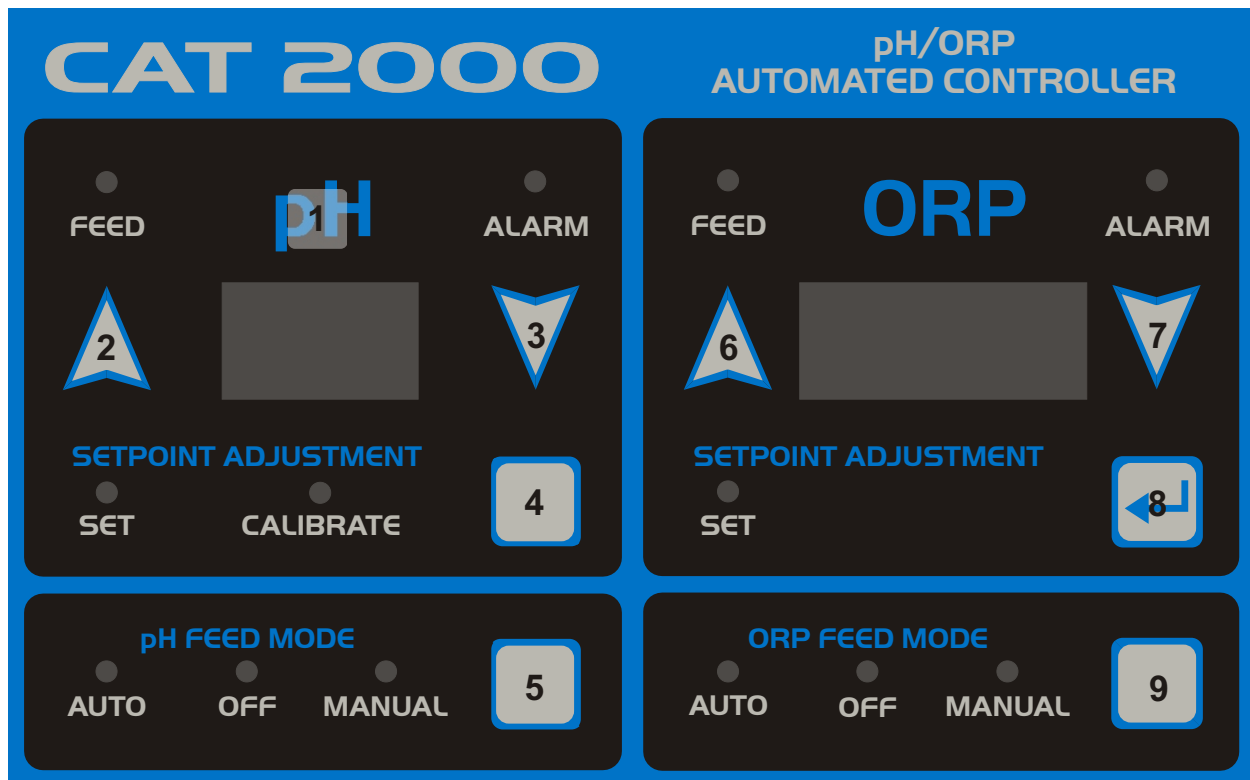 CAT 2000
pH/ORP
AUTOMATED CONTROLLER
FEED
pH
1
ALARM
2
3
SETPOINT ADJUSTMENT
SET
CALIBRATE
4
pH FEED MODE
AUTO
OFF
MANUAL
5
FEED
ORP
ALARM
6
7
SETPOINT ADJUSTMENT
SET
8
ORP FEED MODE
AUTO
OFF
MANUAL
9